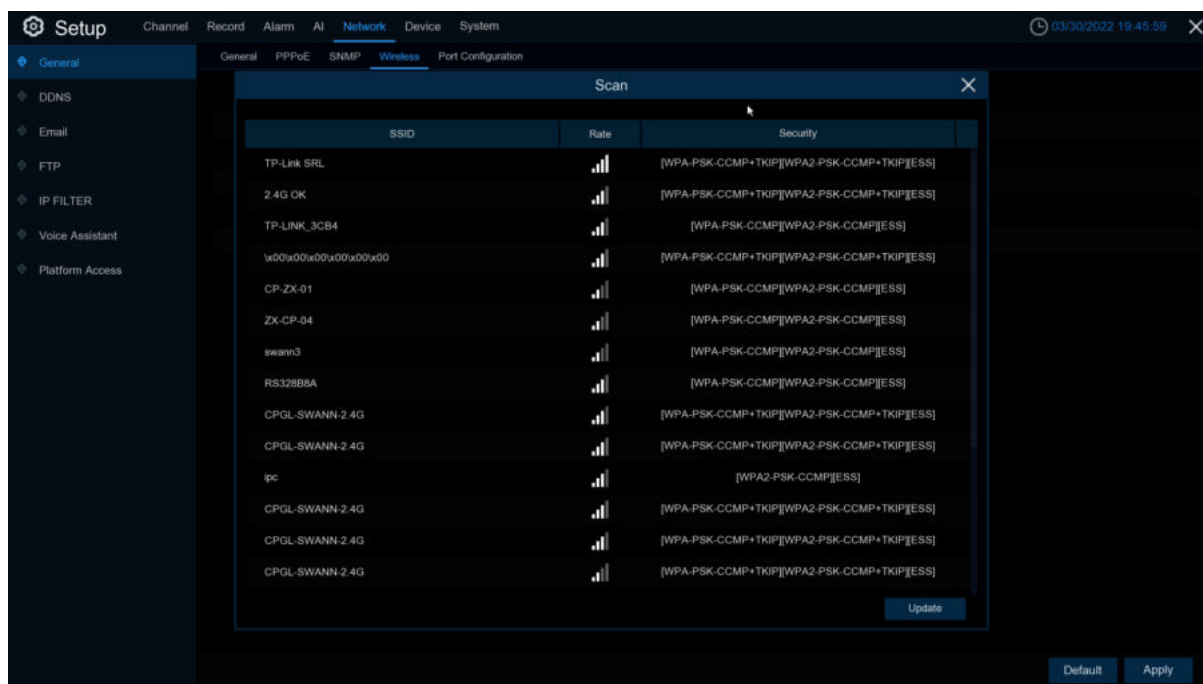 Setup Channel Record Alarm AI Network Device System 03/30/2022 19:45:59
General PPPoE SNMP Wireless Port Configuration
General
DDNS
Email
FTP
IP FILTER
Voice Assistant
Platform Access
Scan
SSID Rate Security
TP-Link SRL [WPA-PSK-CCMP+TKIP][WPA2-PSK-CCMP+TKIP][ESS]
2.4G OK [WPA-PSK-CCMP+TKIP][WPA2-PSK-CCMP+TKIP][ESS]
TP-LINK_3CB4 [WPA-PSK-CCMP][WPA2-PSK-CCMP][ESS]
\x00\x00\x00\x00\x00\x00 [WPA-PSK-CCMP+TKIP][WPA2-PSK-CCMP+TKIP][ESS]
CP-ZX-01 [WPA-PSK-CCMP][WPA2-PSK-CCMP][ESS]
ZX-CP-04 [WPA-PSK-CCMP][WPA2-PSK-CCMP][ESS]
swann3 [WPA-PSK-CCMP][WPA2-PSK-CCMP][ESS]
RS328B8A [WPA-PSK-CCMP][WPA2-PSK-CCMP][ESS]
CPGL-SWANN-2.4G [WPA-PSK-CCMP+TKIP][WPA2-PSK-CCMP+TKIP][ESS]
CPGL-SWANN-2.4G [WPA-PSK-CCMP+TKIP][WPA2-PSK-CCMP+TKIP][ESS]
ipc [WPA2-PSK-CCMP][ESS]
CPGL-SWANN-2.4G [WPA-PSK-CCMP+TKIP][WPA2-PSK-CCMP+TKIP][ESS]
CPGL-SWANN-2.4G [WPA-PSK-CCMP+TKIP][WPA2-PSK-CCMP+TKIP][ESS]
CPGL-SWANN-2.4G [WPA-PSK-CCMP+TKIP][WPA2-PSK-CCMP+TKIP][ESS]
Update
Default Apply